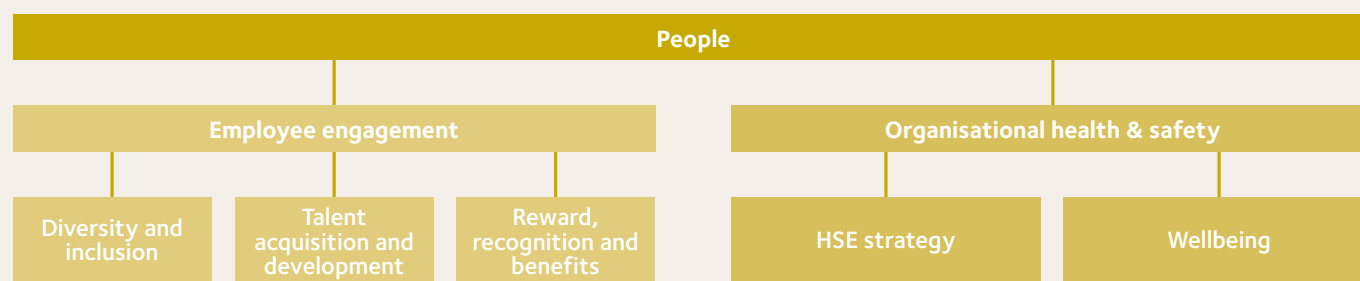 People
Employee engagement
Organisational health & safety
Diversity and
inclusion
Talent
acquisition and
development
Reward,
recognition and
benefits
HSE strategy
Wellbeing